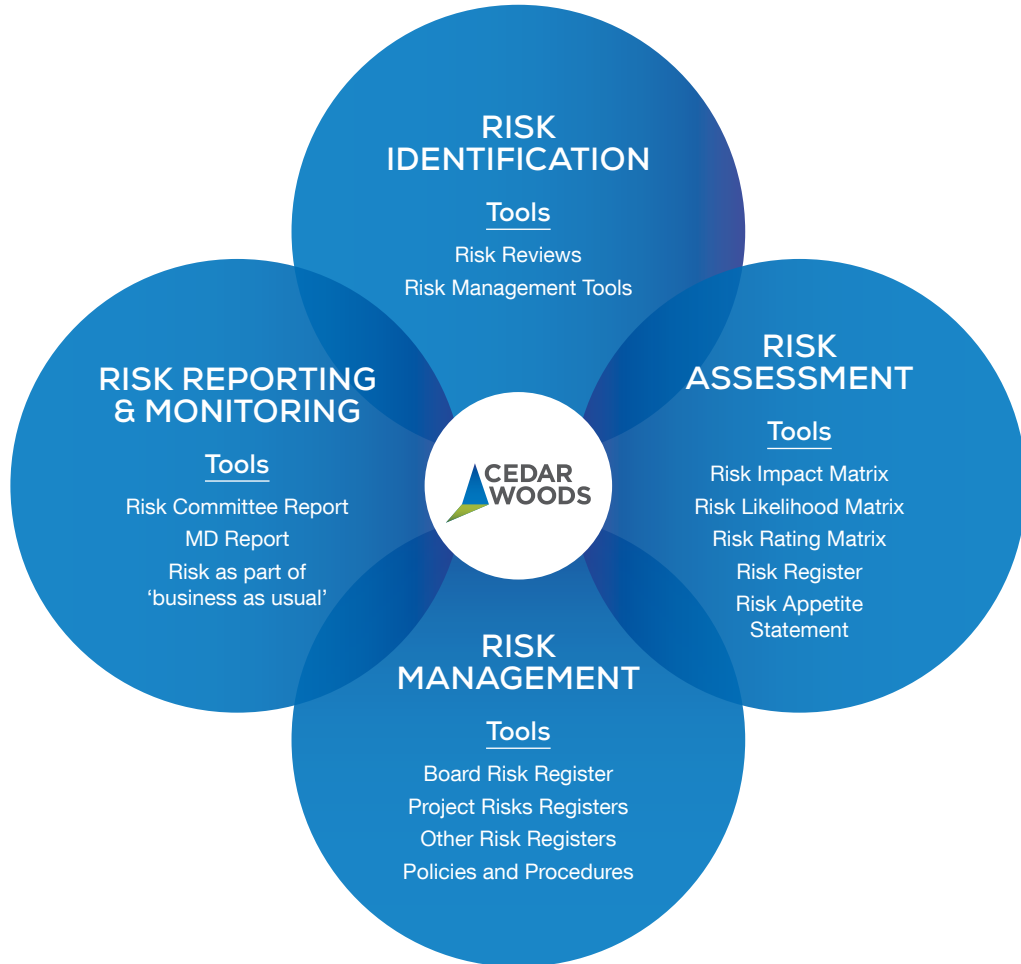 RISK
IDENTIFICATION
Tools
Risk Reviews
Risk Management Tools
RISK
ASSESSMENT
Tools
Risk Impact Matrix
Risk Likelihood Matrix
Risk Rating Matrix
Risk Register
Risk Appetite
Statement
RISK REPORTING
& MONITORING
Tools
Risk Committee Report
MD Report
Risk as part of
‘business as usual’
CEDAR
WOODS
RISK
MANAGEMENT
Tools
Board Risk Register
Project Risks Registers
Other Risk Registers
Policies and Procedures